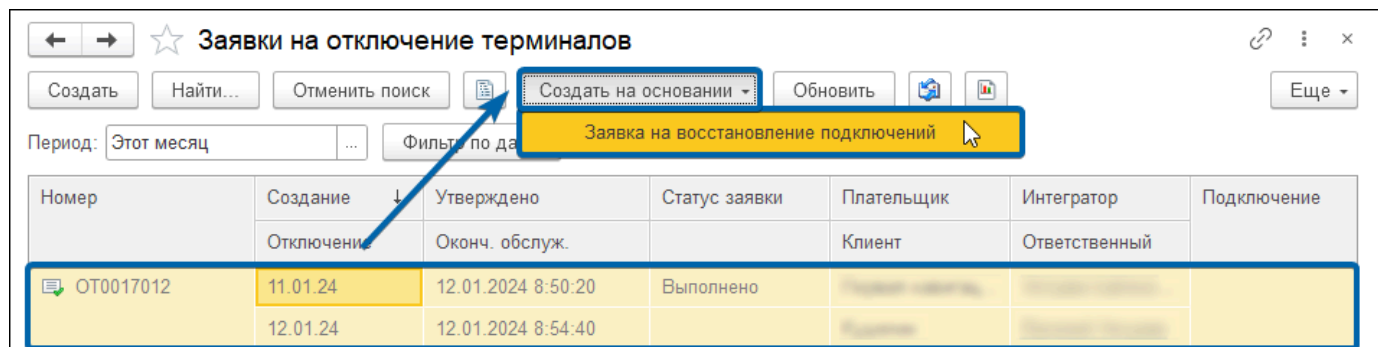 Заявки на отключение терминалов
Создать Найти... Отменить поиск Создать на основании Обновить Еще
Заявка на восстановление подключений
Период: Этот месяц ... Фильтр по да
Номер Создание ↓ Утверждено Статус заявки Плательщик Интегратор Подключение
Отключение Оконч. обслуж. Клиент Ответственный
ОТ0017012 11.01.24 12.01.2024 8:50:20 Выполнено
12.01.24 12.01.2024 8:54:40